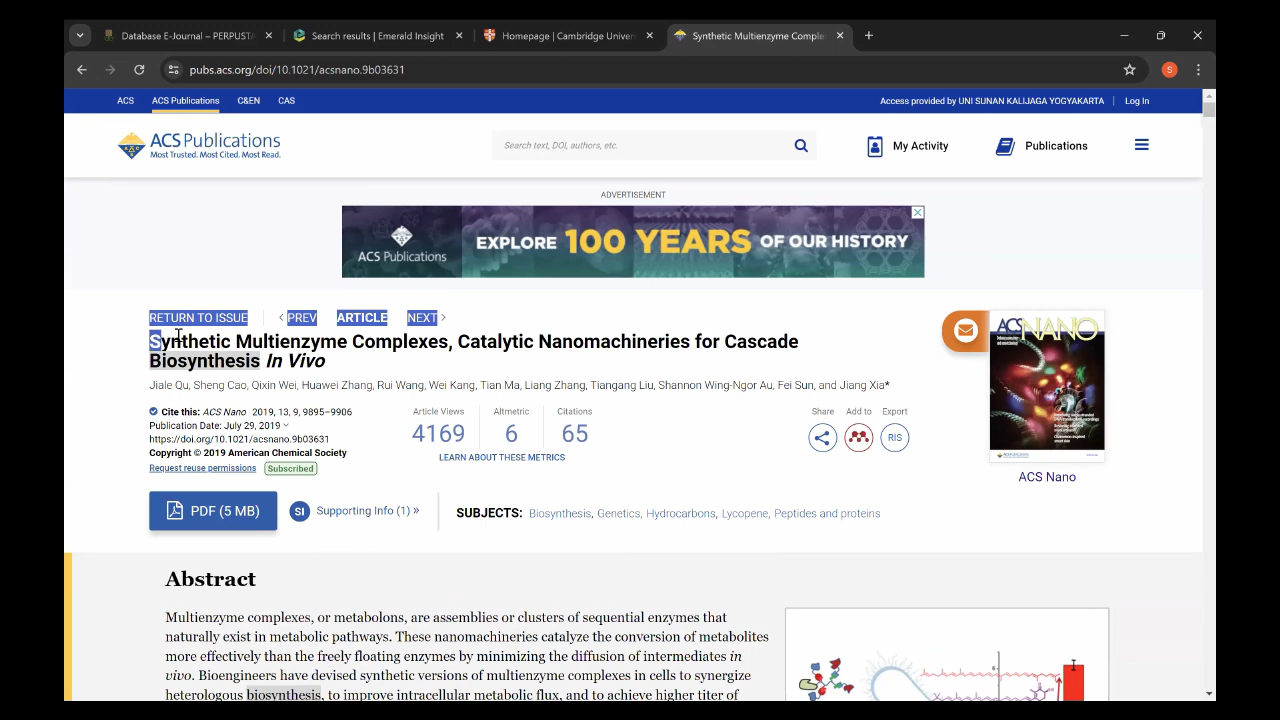 Database E-Journal – PERPUSTA
Search results | Emerald Insight
Homepage | Cambridge Univer
Synthetic Multienzyme Comple
pubs.acs.org/doi/10.1021/acsnano.9b03631
S
ACS ACS Publications C&EN CAS
Access provided by UNI SUNAN KALIJAGA YOGYAKARTA Log In
ACS Publications
Most Trusted. Most Cited. Most Read.
Search text, DOI, authors, etc.
My Activity
Publications
ADVERTISEMENT
ACS Publications
EXPLORE 100 YEARS OF OUR HISTORY
RETURN TO ISSUE < PREV ARTICLE NEXT >
Synthetic Multienzyme Complexes, Catalytic Nanomachineries for Cascade
Biosynthesis In Vivo
Jiale Qu, Sheng Cao, Qixin Wei, Huawei Zhang, Rui Wang, Wei Kang, Tian Ma, Liang Zhang, Tiangang Liu, Shannon Wing-Ngor Au, Fei Sun, and Jiang Xia*
Cite this: ACS Nano 2019, 13, 9, 9895–9906
Publication Date: July 29, 2019
https://doi.org/10.1021/acsnano.9b03631
Copyright © 2019 American Chemical Society
Request reuse permissions Subscribed
Article Views Altmetric Citations
4169 6 65
LEARN ABOUT THESE METRICS
Share Add to Export
RIS
ACS NANO
ACS Nano
PDF (5 MB)
SI Supporting Info (1) »
SUBJECTS: Biosynthesis, Genetics, Hydrocarbons, Lycopene, Peptides and proteins
Abstract
Multienzyme complexes, or metabolons, are assemblies or clusters of sequential enzymes that
naturally exist in metabolic pathways. These nanomachineries catalyze the conversion of metabolites
more effectively than the freely floating enzymes by minimizing the diffusion of intermediates in
vivo. Bioengineers have devised synthetic versions of multienzyme complexes in cells to synergize
heterologous biosynthesis, to improve intracellular metabolic flux, and to achieve higher titer of